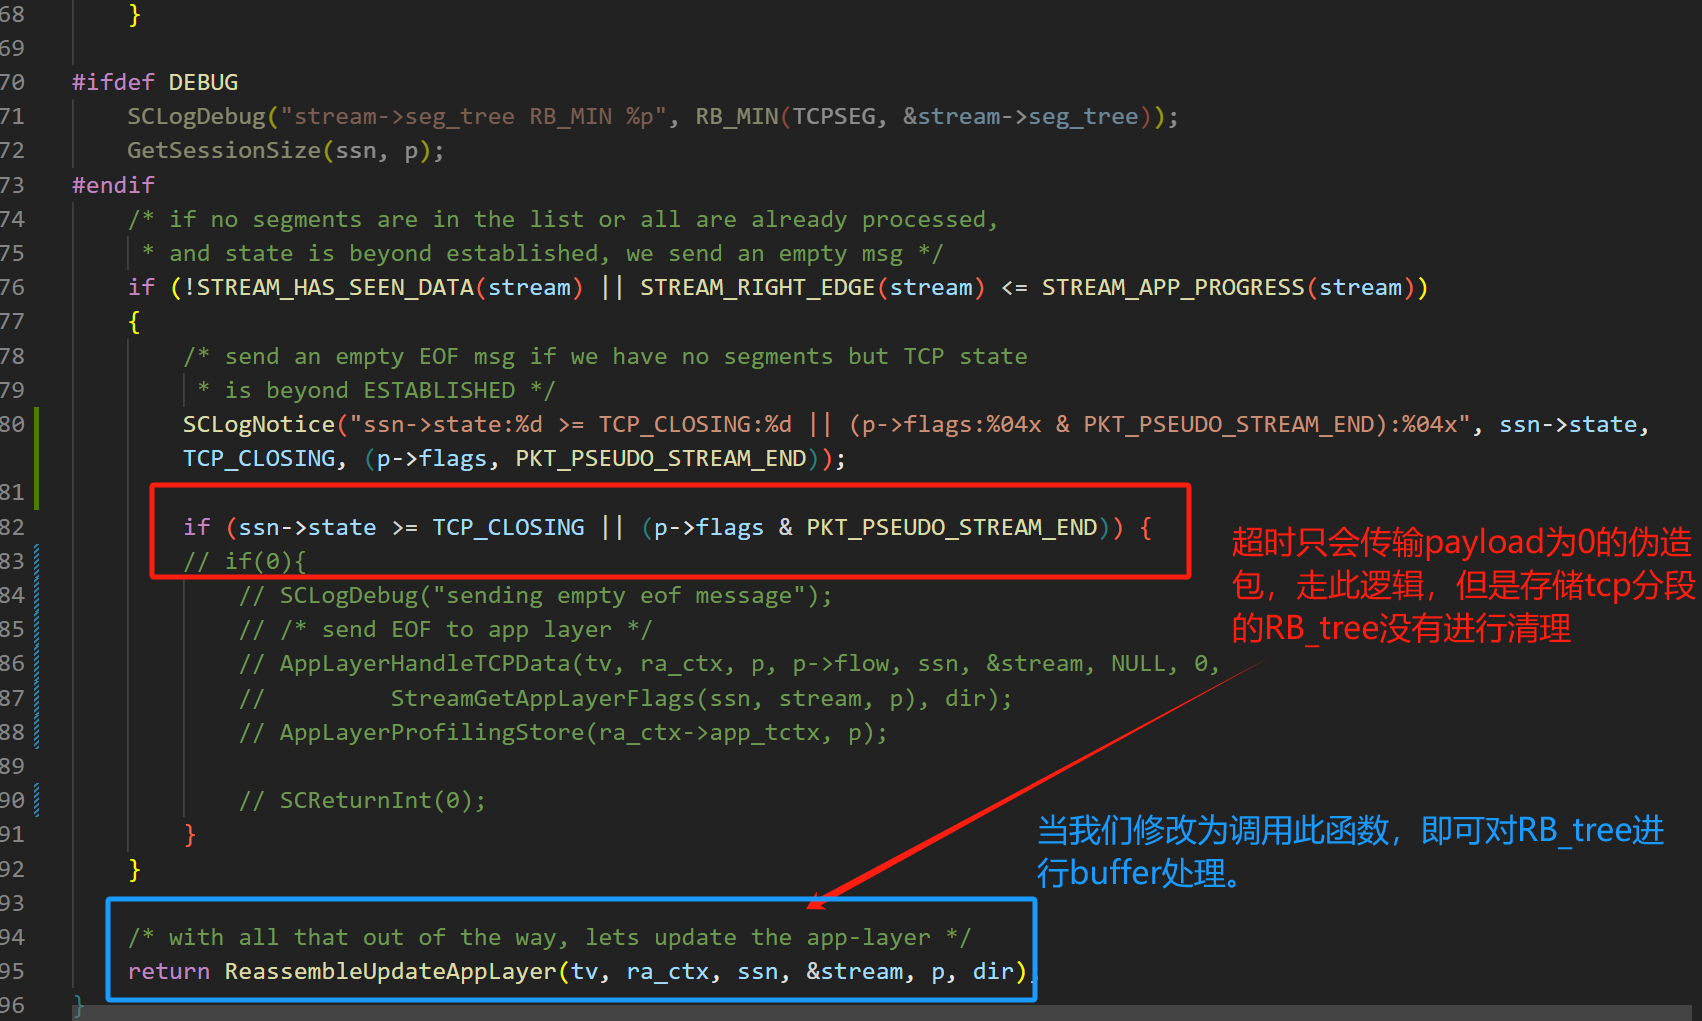 68 }
69
70 #ifdef DEBUG
71 SCLogDebug("stream->seg_tree RB_MIN %p", RB_MIN(TCPSEG, &stream->seg_tree));
72 GetSessionSize(ssn, p);
73 #endif
74 /* if no segments are in the list or all are already processed,
75 * and state is beyond established, we send an empty msg */
76 if (!STREAM_HAS_SEEN_DATA(stream) || STREAM_RIGHT_EDGE(stream) <= STREAM_APP_PROGRESS(stream))
77 {
78 /* send an empty EOF msg if we have no segments but TCP state
79 * is beyond ESTABLISHED */
80 SCLogNotice("ssn->state:%d >= TCP_CLOSING:%d || (p->flags:%04x & PKT_PSEUDO_STREAM_END):%04x", ssn->state,
TCP_CLOSING, (p->flags, PKT_PSEUDO_STREAM_END));
81
82 if (ssn->state >= TCP_CLOSING || (p->flags & PKT_PSEUDO_STREAM_END)) {
83 // if(0){
84 // SCLogDebug("sending empty eof message");
85 // /* send EOF to app layer */
86 // AppLayerHandleTCPData(tv, ra_ctx, p, p->flow, ssn, &stream, NULL, 0,
87 // StreamGetAppLayerFlags(ssn, stream, p), dir);
88 // AppLayerProfilingStore(ra_ctx->app_tctx, p);
89
90 // SCReturnInt(0);
91 }
92 }
93
94 /* with all that out of the way, lets update the app-layer */
95 return ReassembleUpdateAppLayer(tv, ra_ctx, ssn, &stream, p, dir);
96 }
超时只会传输payload为0的伪造
包，走此逻辑，但是存储tcp分段
的RB_tree没有进行清理
当我们修改为调用此函数，即可对RB_tree进
行buffer处理。